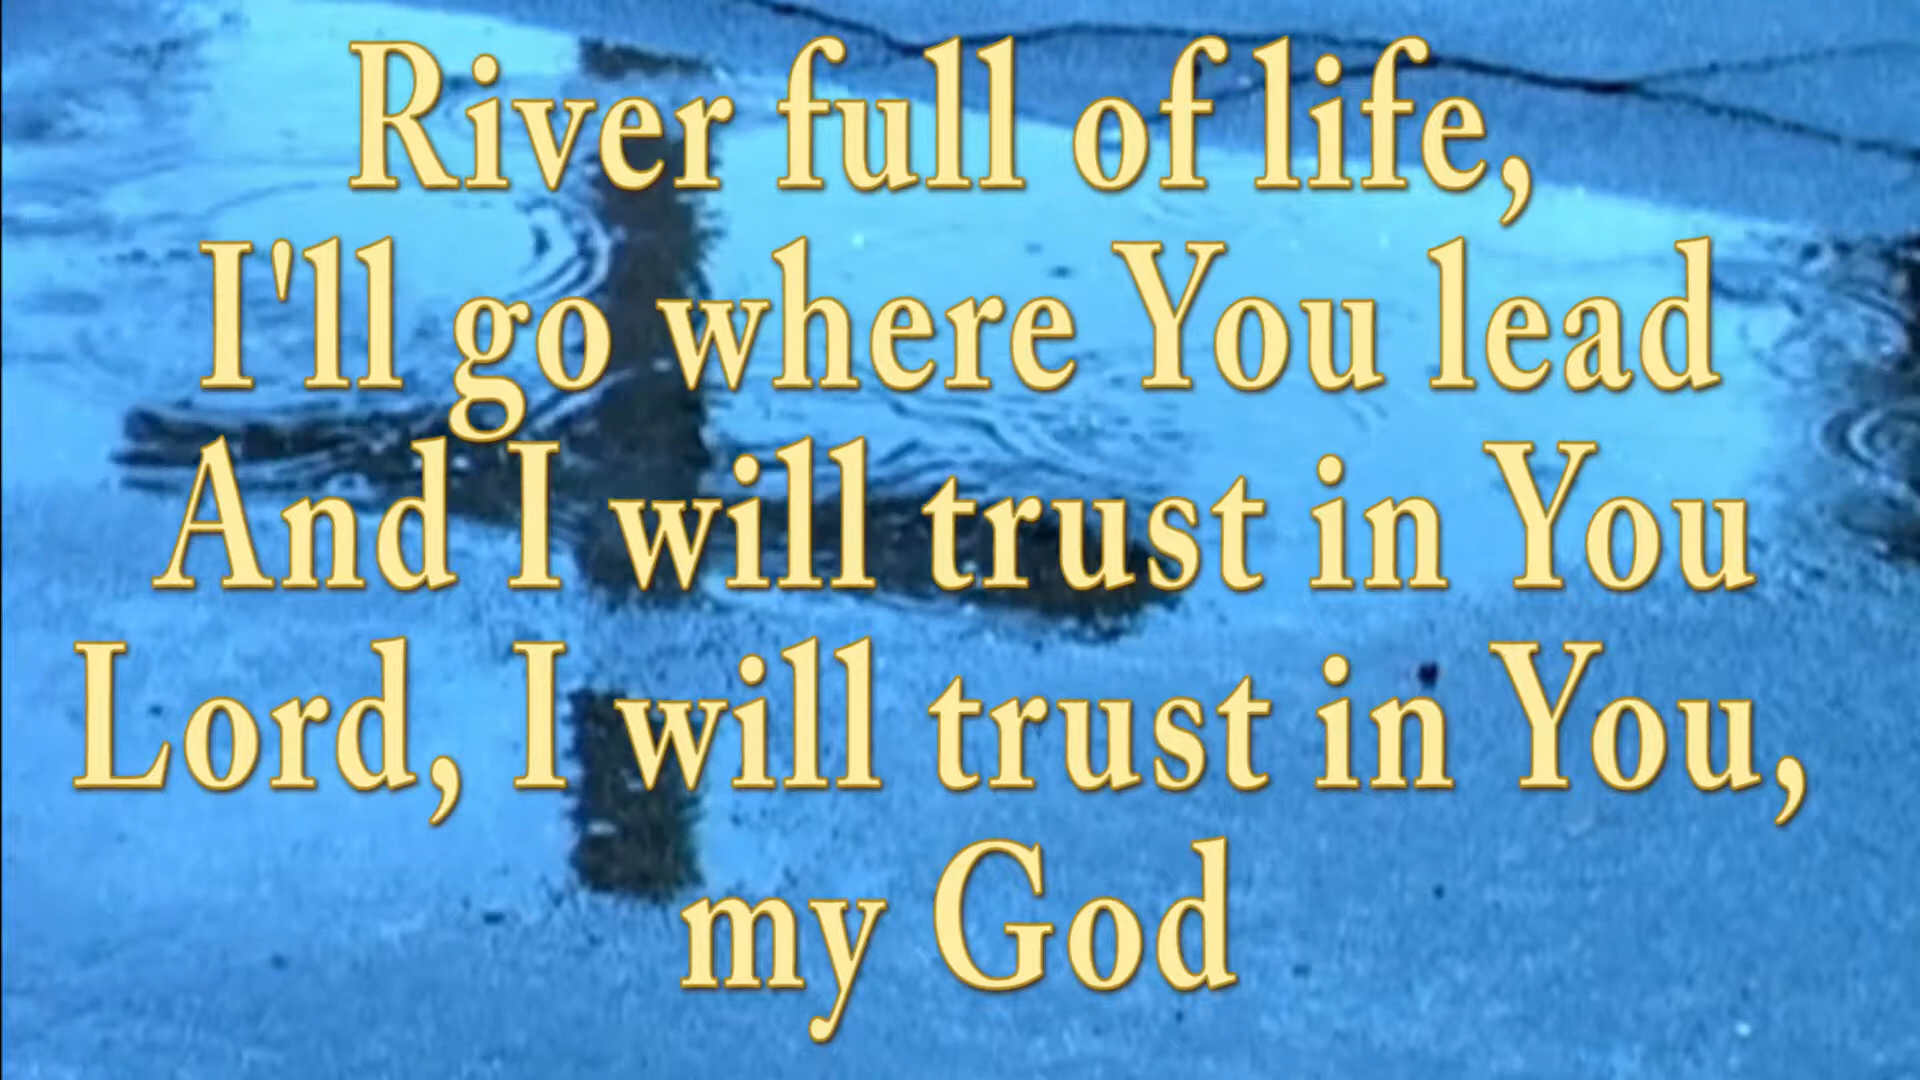 River full of life,
I'll go where You lead
And I will trust in You
Lord, I will trust in You,
my God